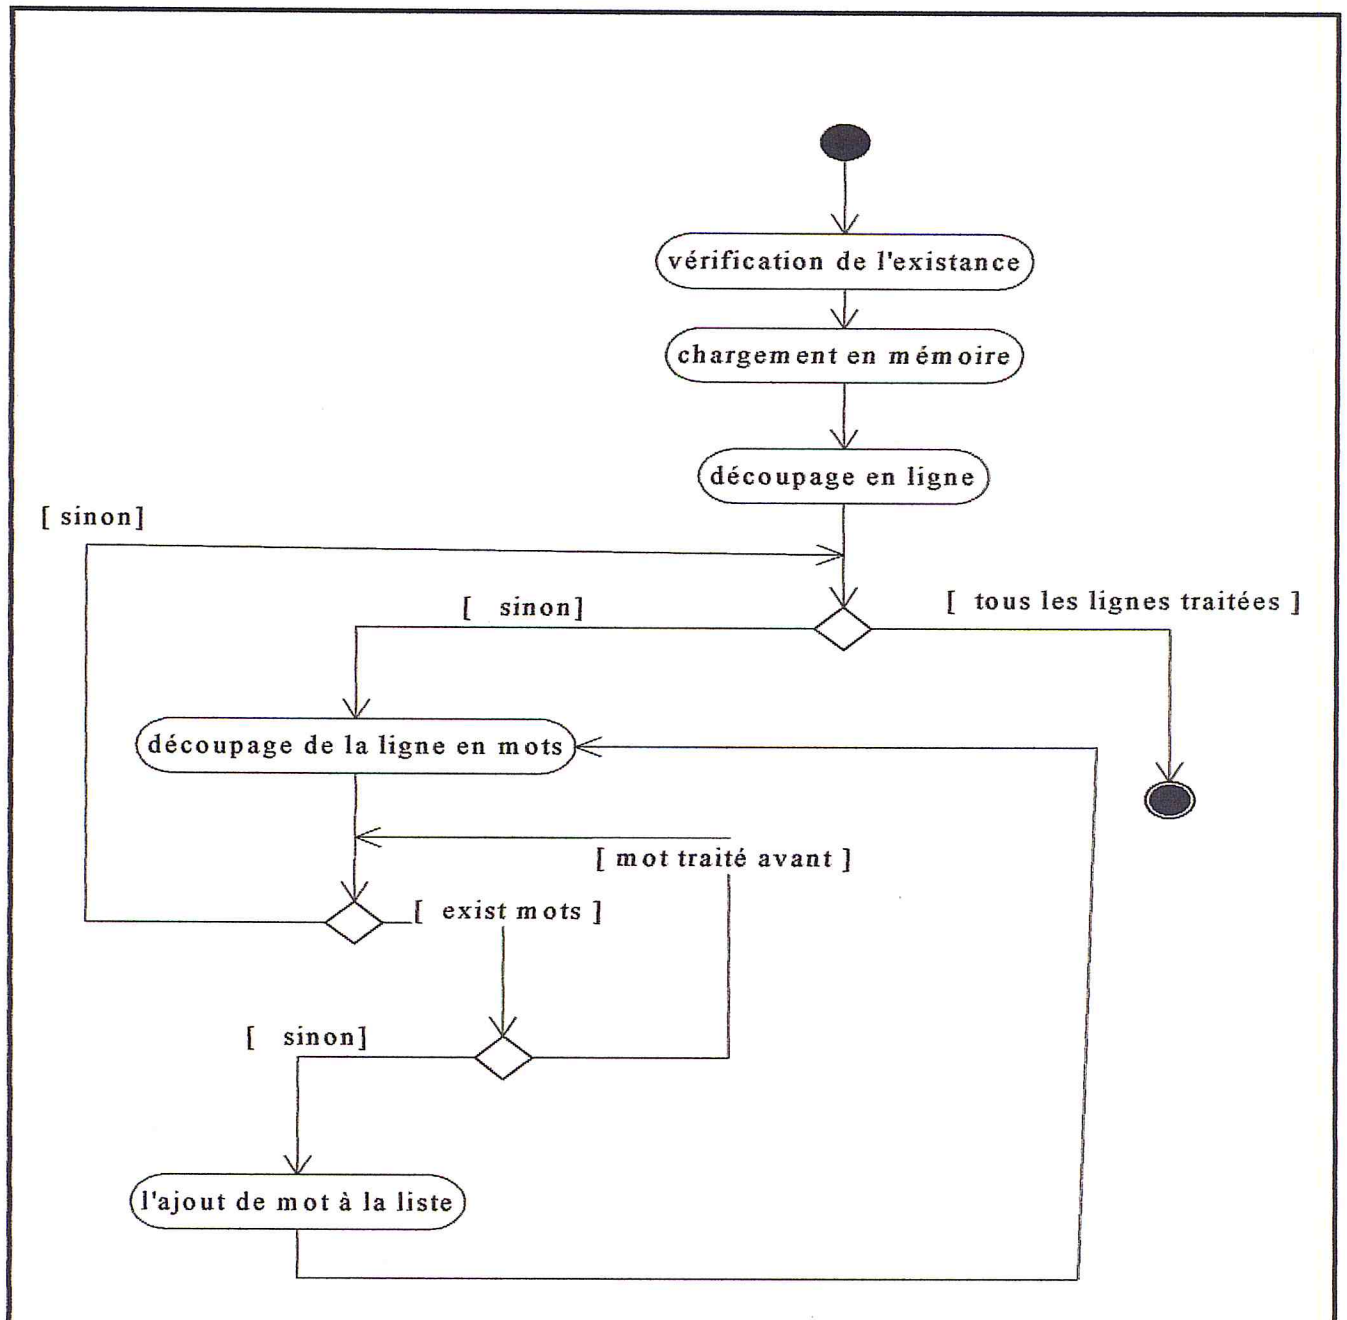 vérification de l'existance
chargement en mémoire
découpage en ligne
[ sinon]
[ sinon]
[ tous les lignes traitées ]
découpage de la ligne en mots
[ mot traité avant ]
[ exist mots ]
[ sinon]
l'ajout de mot à la liste